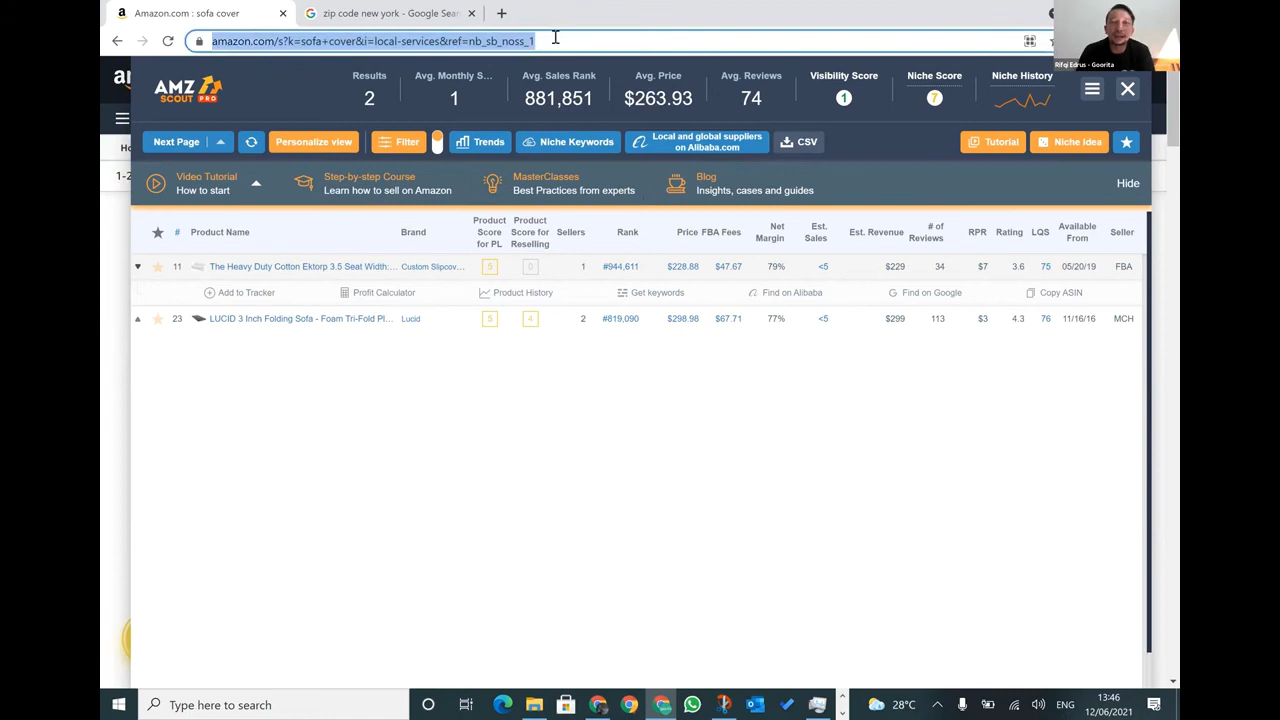 Amazon.com : sofa cover
zip code new york - Google Sear
amazon.com/s?k=sofa+cover&i=local-services&ref=nb_sb_noss_1
Rifqi Edrus - Goorita
AMZ
SCOUT PRO
Results
2
Avg. Monthly S...
1
Avg. Sales Rank
881,851
Avg. Price
$263.93
Avg. Reviews
74
Visibility Score
1
Niche Score
7
Niche History
Next Page
Personalize view
Filter
Trends
Niche Keywords
Local and global suppliers
on Alibaba.com
CSV
Tutorial
Niche Idea
1-2
Video Tutorial
How to start
Step-by-step Course
Learn how to sell on Amazon
MasterClasses
Best Practices from experts
Blog
Insights, cases and guides
Hide
# Product Name Brand Product Score for PL Product Score for Reselling Sellers Rank Price FBA Fees Net Margin Est. Sales Est. Revenue # of Reviews RPR Rating LQS Available From Seller
11 The Heavy Duty Cotton Ektorp 3.5 Seat Width:... Custom Slipcov... 5 0 1 #944,611 $228.88 $47.67 79% <5 $229 34 $7 3.6 75 05/20/19 FBA
Add to Tracker Profit Calculator Product History Get keywords Find on Alibaba Find on Google Copy ASIN
23 LUCID 3 Inch Folding Sofa - Foam Tri-Fold Pl... Lucid 5 4 2 #819,090 $298.98 $67.71 77% <5 $299 113 $3 4.3 76 11/16/16 MCH
Type here to search
28°C
ENG
13:46
12/06/2021